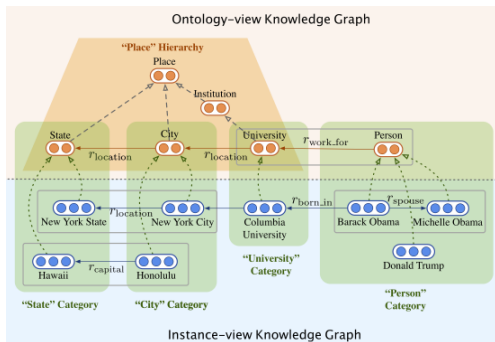 Ontology-view Knowledge Graph
“Place” Hierarchy
Place
Institution
State
City
University
Person
r_location
r_location
r_work_for
r_location
r_born_in
r_spouse
New York State
New York City
Columbia
University
Barack Obama
Michelle Obama
r_capital
Hawaii
Honolulu
Donald Trump
“State” Category
“City” Category
“University”
Category
“Person”
Category
Instance-view Knowledge Graph